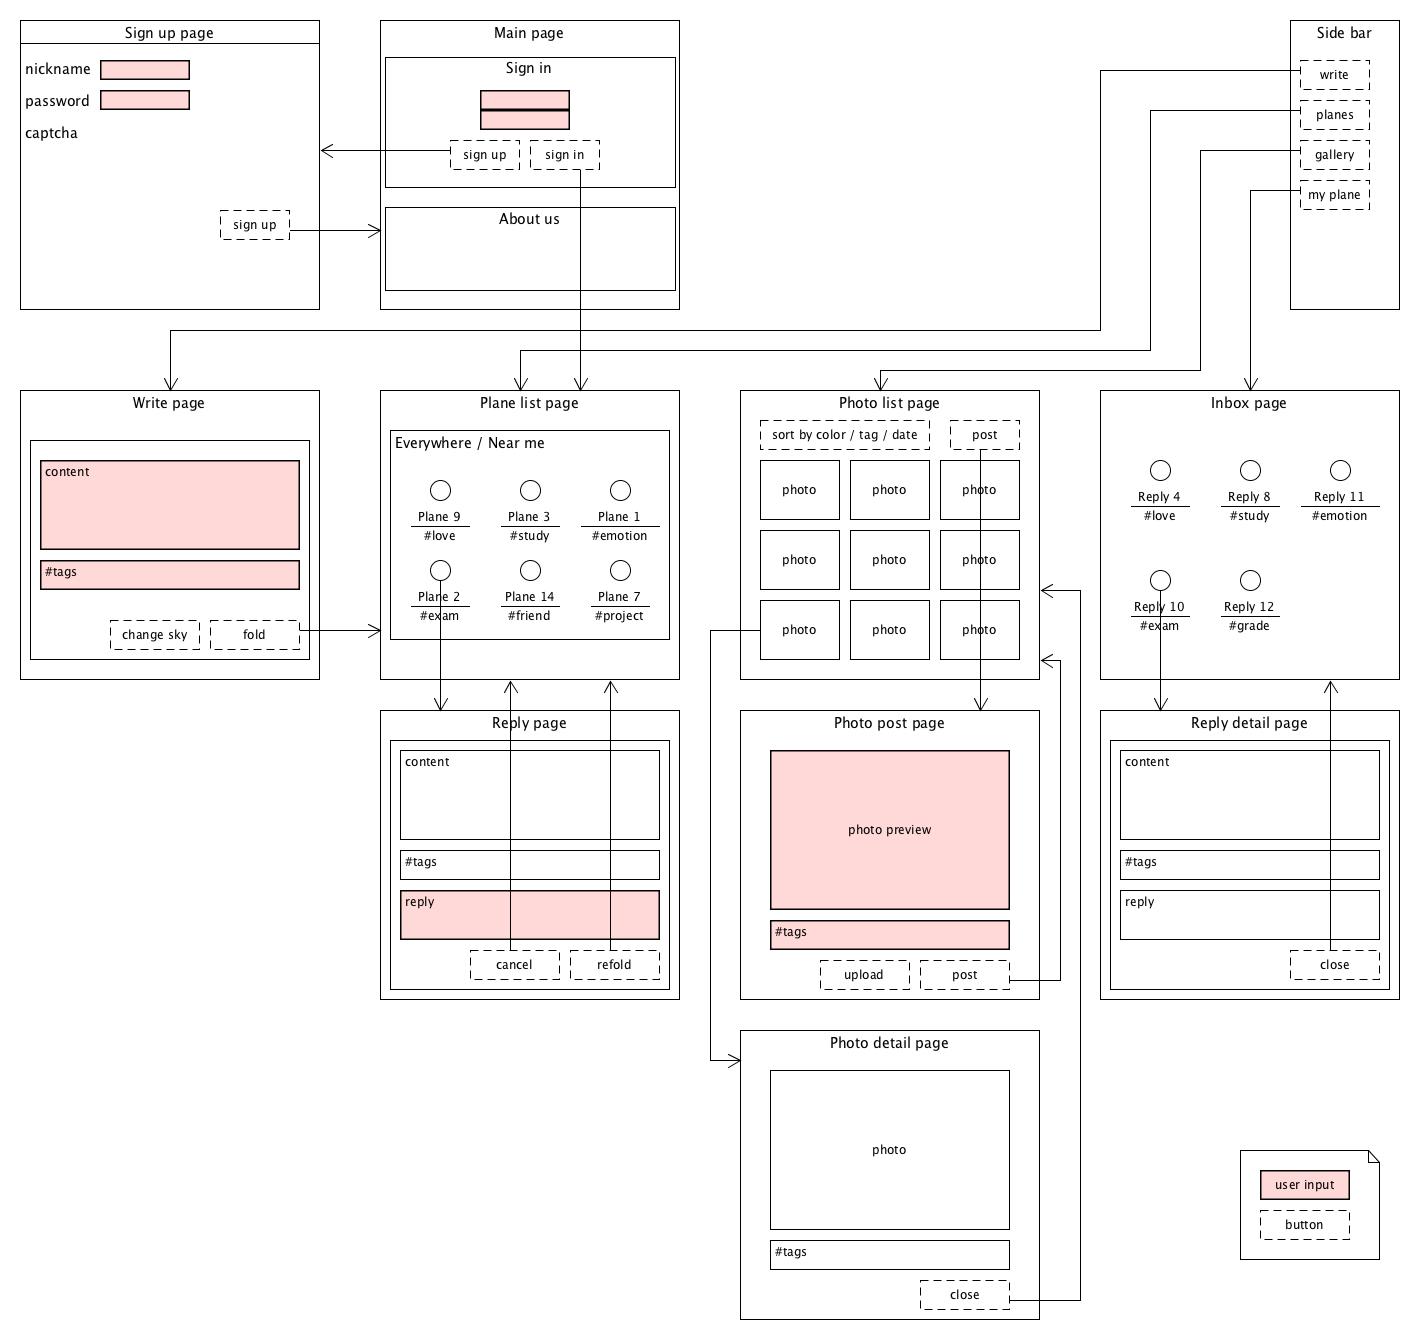 Sign up page
nickname
password
captcha
sign up
Main page
Sign in
sign up
sign in
About us
Side bar
write
planes
gallery
my plane
Write page
content
#tags
change sky
fold
Plane list page
Everywhere / Near me
Plane 9
#love
Plane 3
#study
Plane 1
#emotion
Plane 2
#exam
Plane 14
#friend
Plane 7
#project
Photo list page
sort by color / tag / date
post
photo
photo
photo
photo
photo
photo
photo
photo
photo
Inbox page
Reply 4
#love
Reply 8
#study
Reply 11
#emotion
Reply 10
#exam
Reply 12
#grade
Reply page
content
#tags
reply
cancel
refold
Photo post page
photo preview
#tags
upload
post
Reply detail page
content
#tags
reply
close
Photo detail page
photo
#tags
close
user input
button